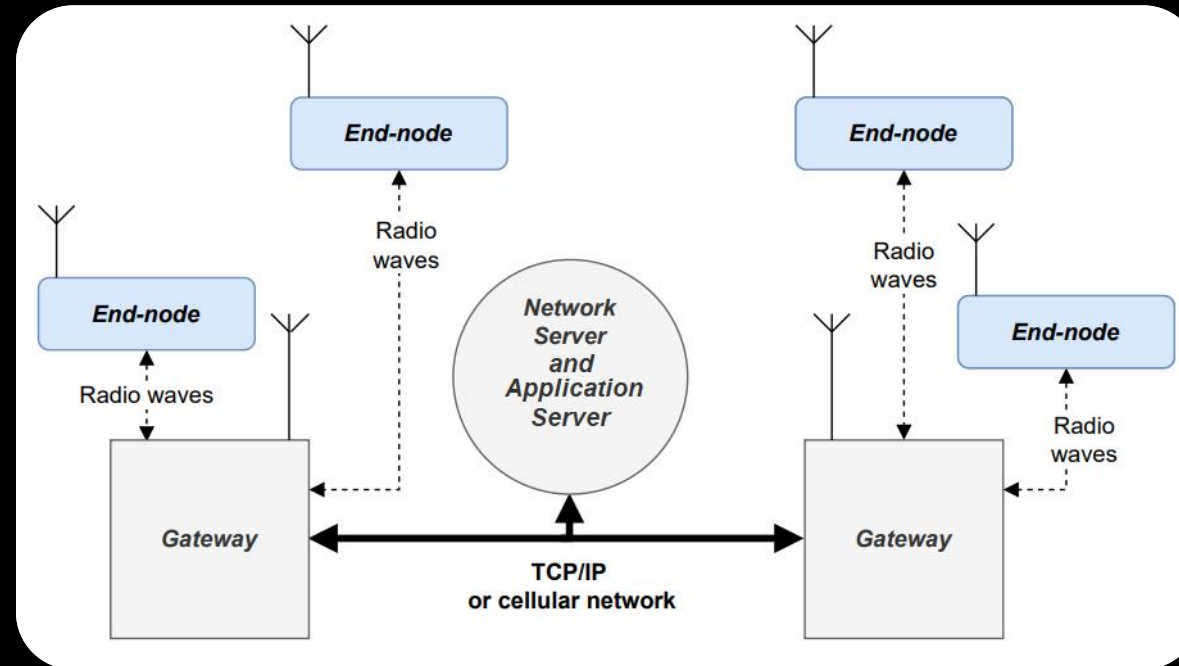 End-node
End-node
Radio
waves
Radio
waves
End-node
Network
Server
and
Application
Server
End-node
Radio waves
Radio
waves
Gateway
Gateway
TCP/IP
or cellular network